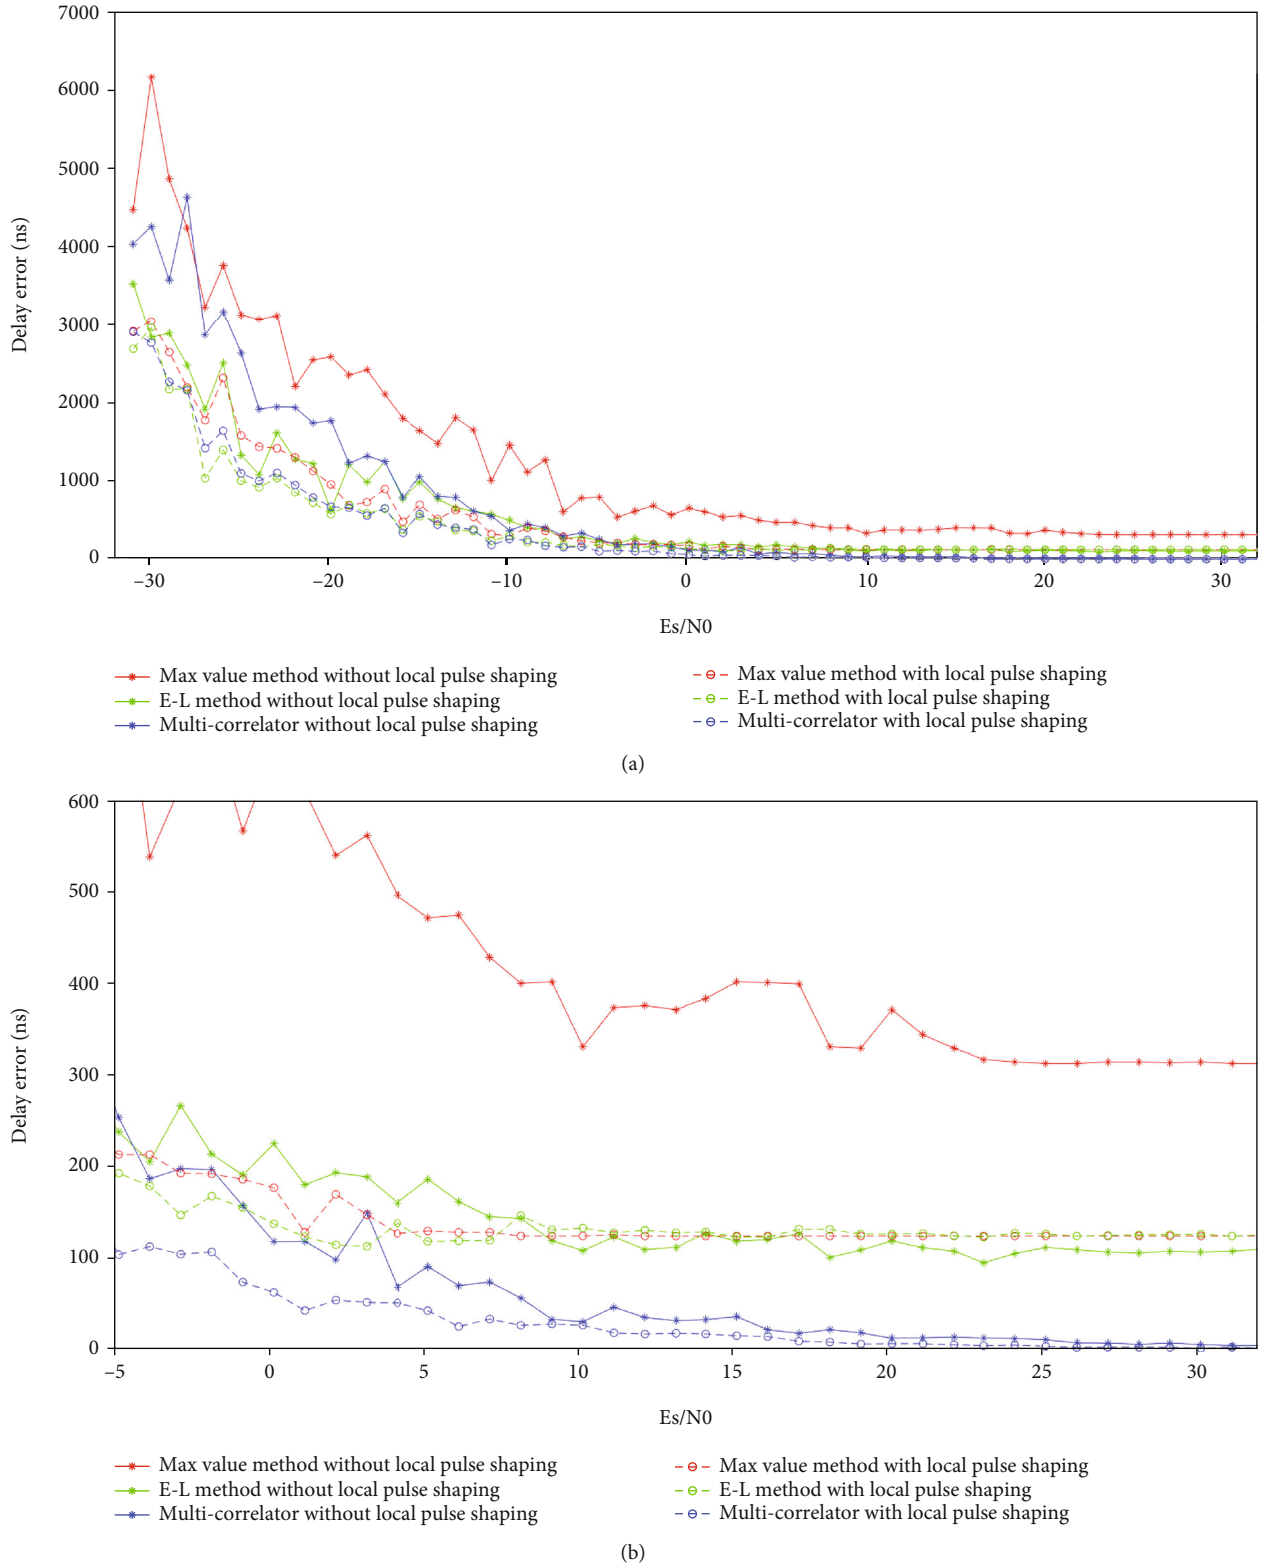 7000
6000
5000
4000
3000
2000
1000
0
Delay error (ns)
–30 –20 –10 0 10 20 30
Es/N0
Max value method without local pulse shaping
E-L method without local pulse shaping
Multi-correlator without local pulse shaping
Max value method with local pulse shaping
E-L method with local pulse shaping
Multi-correlator with local pulse shaping
(a)
600
500
400
300
200
100
0
Delay error (ns)
–5 0 5 10 15 20 25 30
Es/N0
Max value method without local pulse shaping
E-L method without local pulse shaping
Multi-correlator without local pulse shaping
Max value method with local pulse shaping
E-L method with local pulse shaping
Multi-correlator with local pulse shaping
(b)